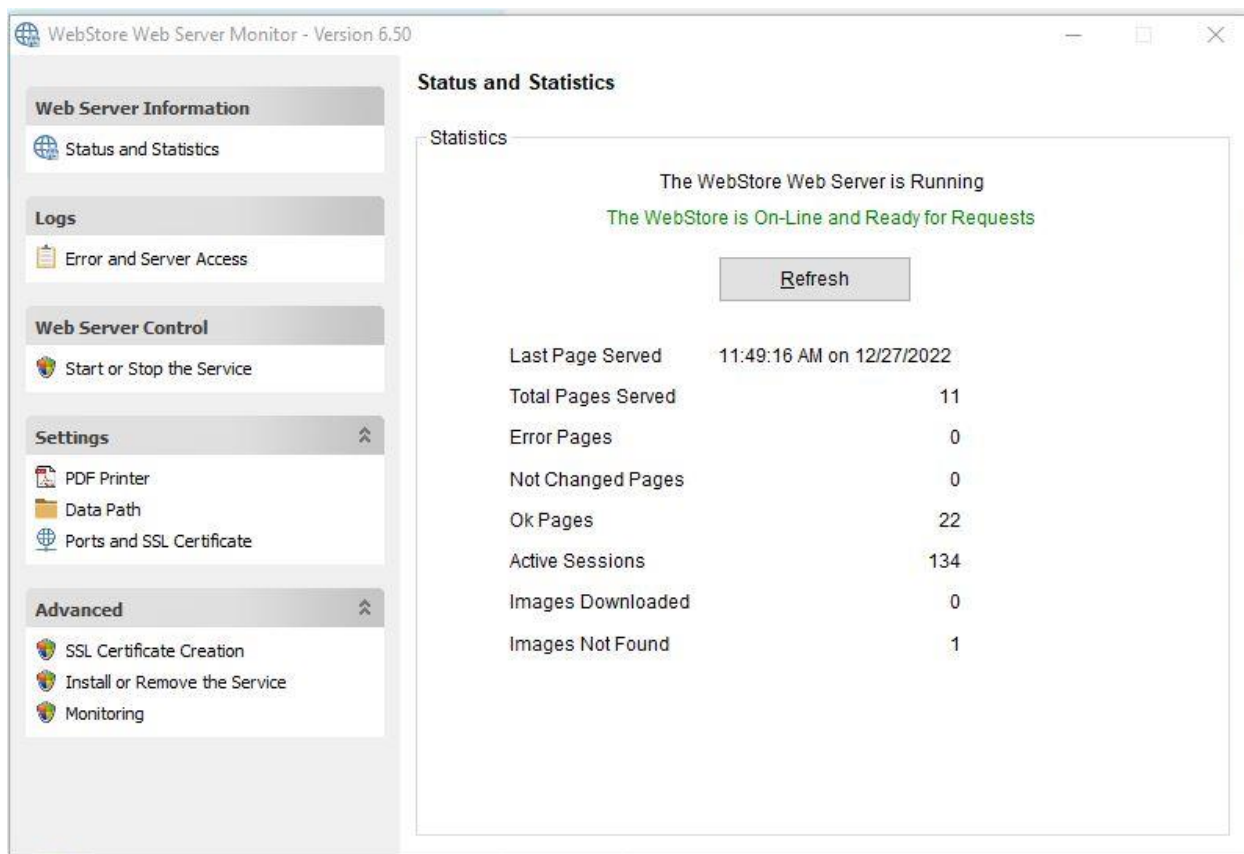 WebStore Web Server Monitor - Version 6.50
Web Server Information
Status and Statistics
Logs
Error and Server Access
Web Server Control
Start or Stop the Service
Settings
PDF Printer
Data Path
Ports and SSL Certificate
Advanced
SSL Certificate Creation
Install or Remove the Service
Monitoring
Status and Statistics
Statistics
The WebStore Web Server is Running
The WebStore is On-Line and Ready for Requests
Refresh
Last Page Served 11:49:16 AM on 12/27/2022
Total Pages Served 11
Error Pages 0
Not Changed Pages 0
Ok Pages 22
Active Sessions 134
Images Downloaded 0
Images Not Found 1